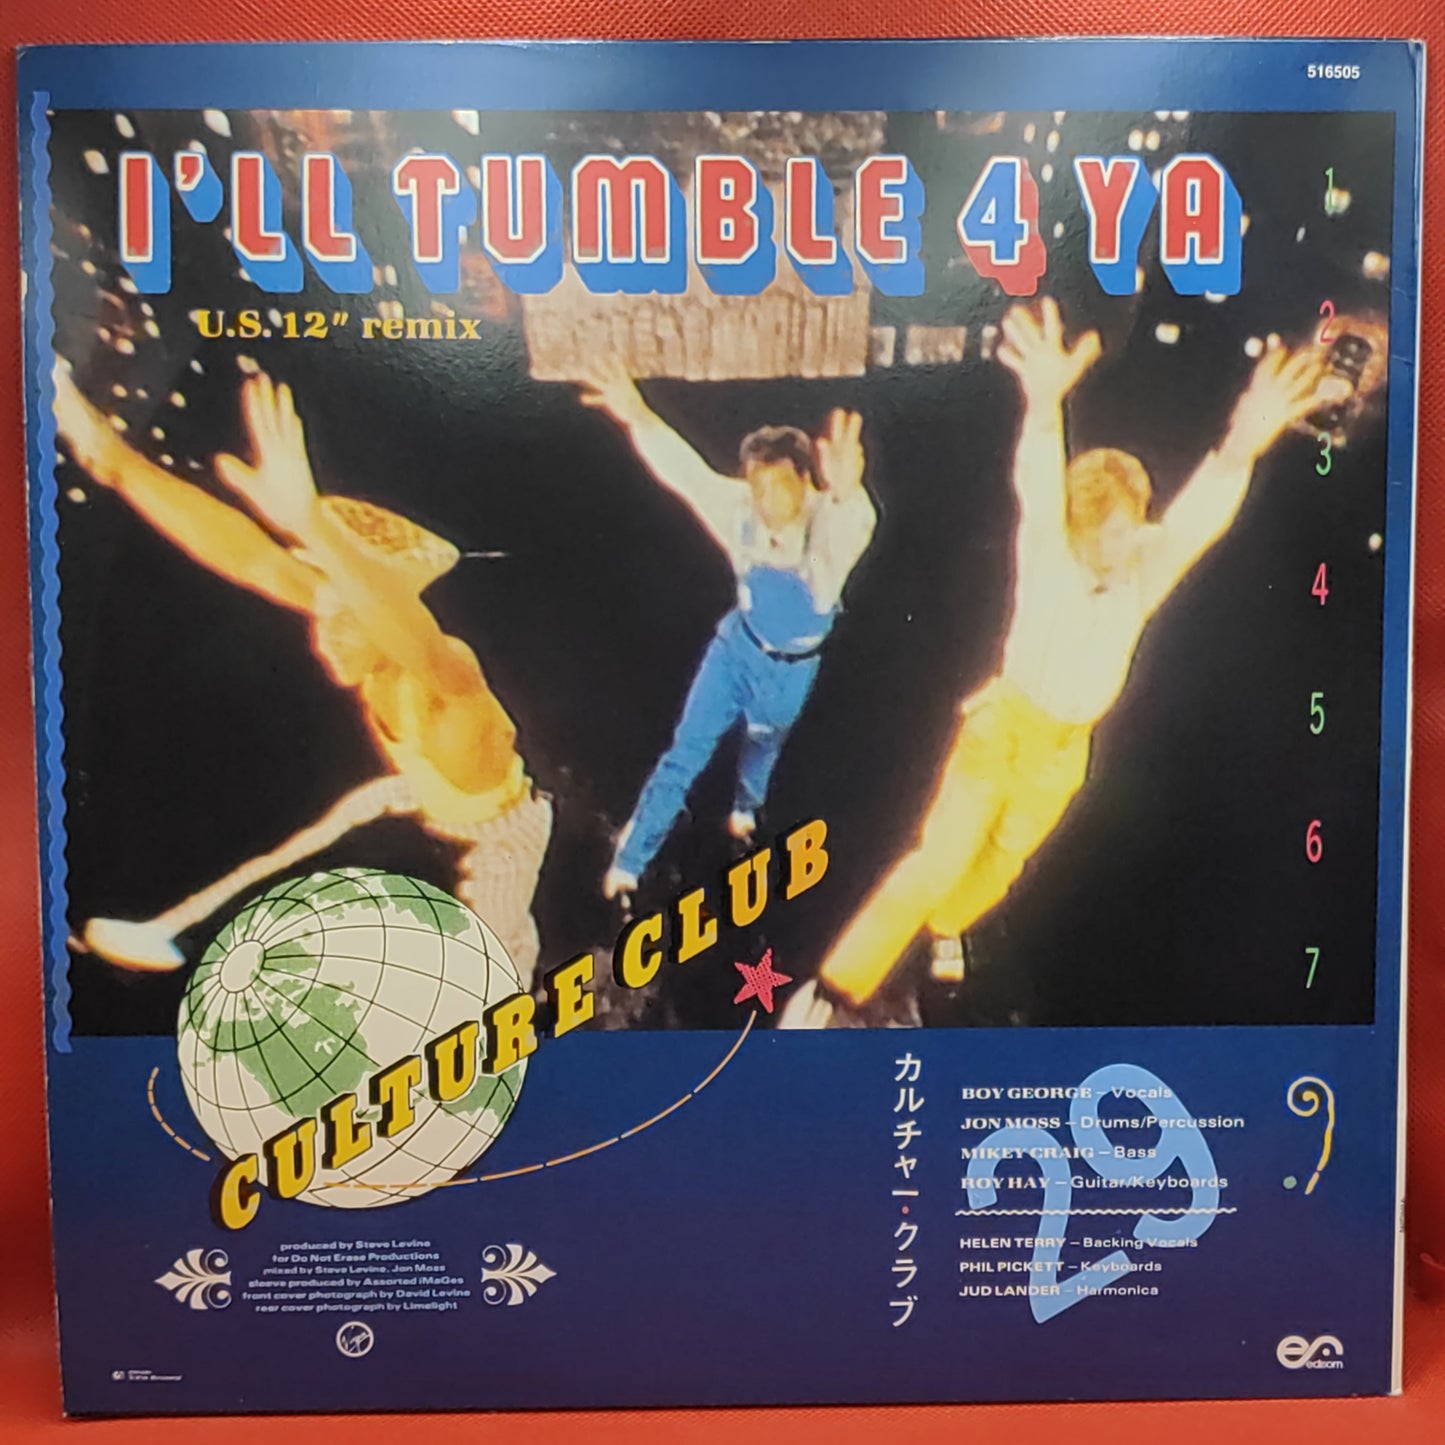 516505
I'LL TUMBLE 4 YA
U.S. 12" remix
1
2
3
4
5
6
7
CULTURE CLUB
カルチャー・クラブ
29
BOY GEORGE – Vocals
JON MOSS – Drums/Percussion
MIKEY CRAIG – Bass
ROY HAY – Guitar/Keyboards
HELEN TERRY – Backing Vocals
PHIL PICKETT – Keyboards
JUD LANDER – Harmonica
produced by Steve Levine
for Do Not Erase Productions
mixed by Steve Levine, Jon Moss
sleeve produced by Assorted iMaGes
front cover photograph by David Levine
rear cover photograph by Limelight
Virgin
edisom